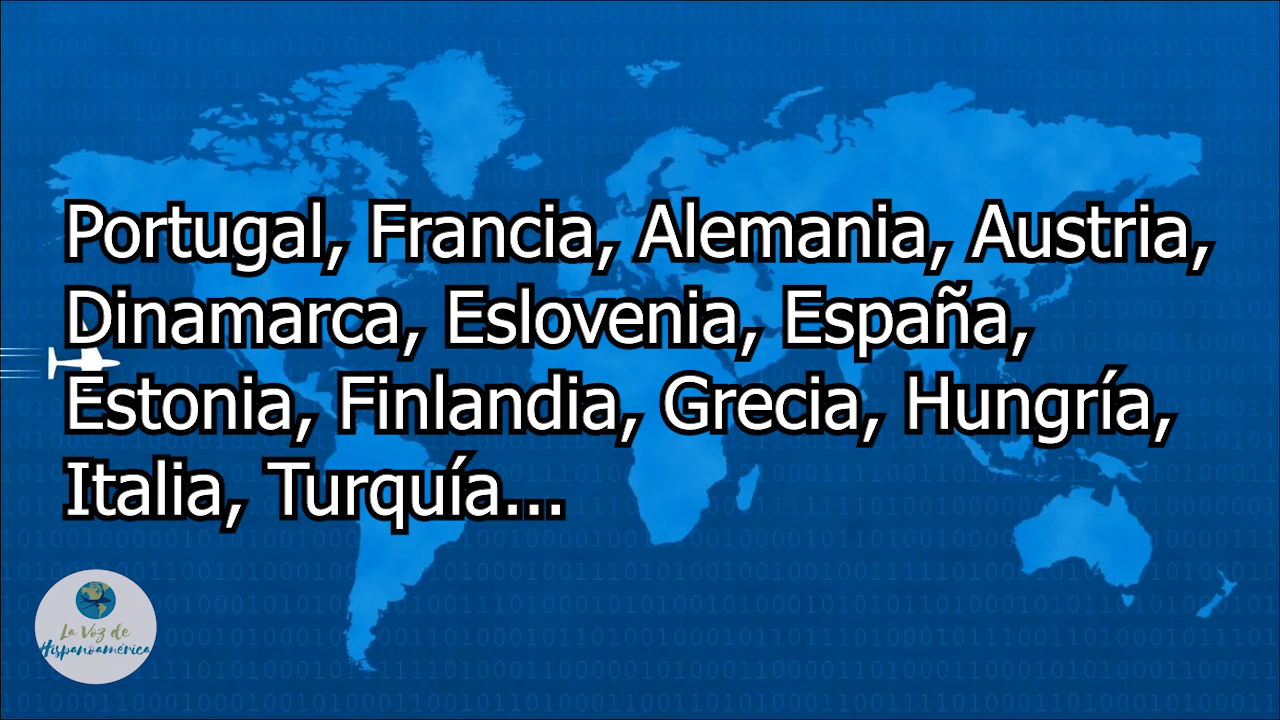 Portugal, Francia, Alemania, Austria,
Dinamarca, Eslovenia, España,
Estonia, Finlandia, Grecia, Hungría,
Italia, Turquía...
La Voz de
Hispanoamérica